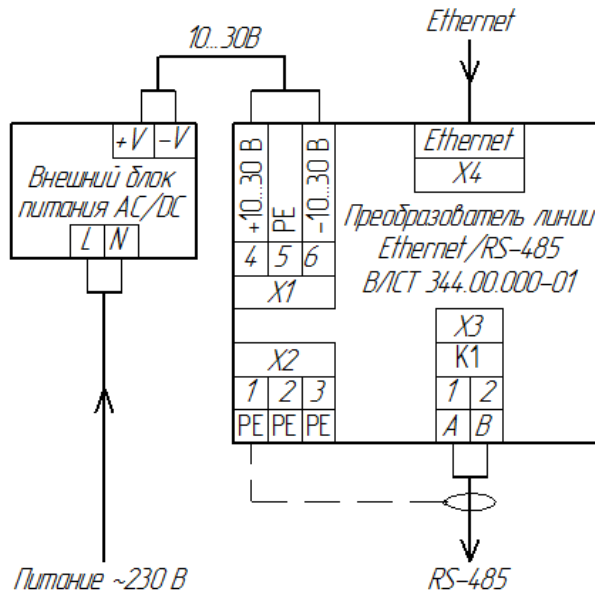 Ethernet
10...30В
+V -V
Внешний блок
питания AC/DC
L N
+10...30 В
PE
-10...30 В
4 5 6
X1
Ethernet
X4
Преобразователь линии
Ethernet/RS-485
ВЛСТ 344.00.000-01
X2
1 2 3
PE PE PE
X3
K1
1 2
A B
Питание ~230 В
RS-485